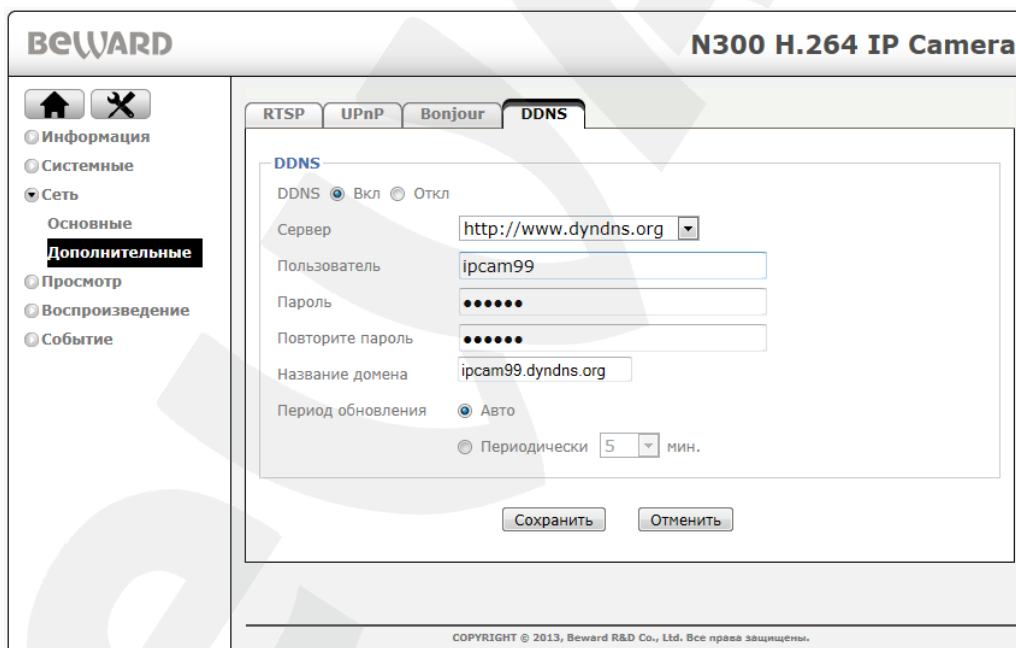 BEWARD
N300 H.264 IP Camera
RTSP UPnP Bonjour DDNS
Информация
Системные
Сеть
Основные
Дополнительные
Просмотр
Воспроизведение
Событие
DDNS
DDNS Вкл Откл
Сервер http://www.dyndns.org
Пользователь ipcam99
Пароль ••••••
Повторите пароль ••••••
Название домена ipcam99.dyndns.org
Период обновления Авто
Периодически 5 мин.
Сохранить Отменить
COPYRIGHT © 2013, Beward R&D Co., Ltd. Все права защищены.